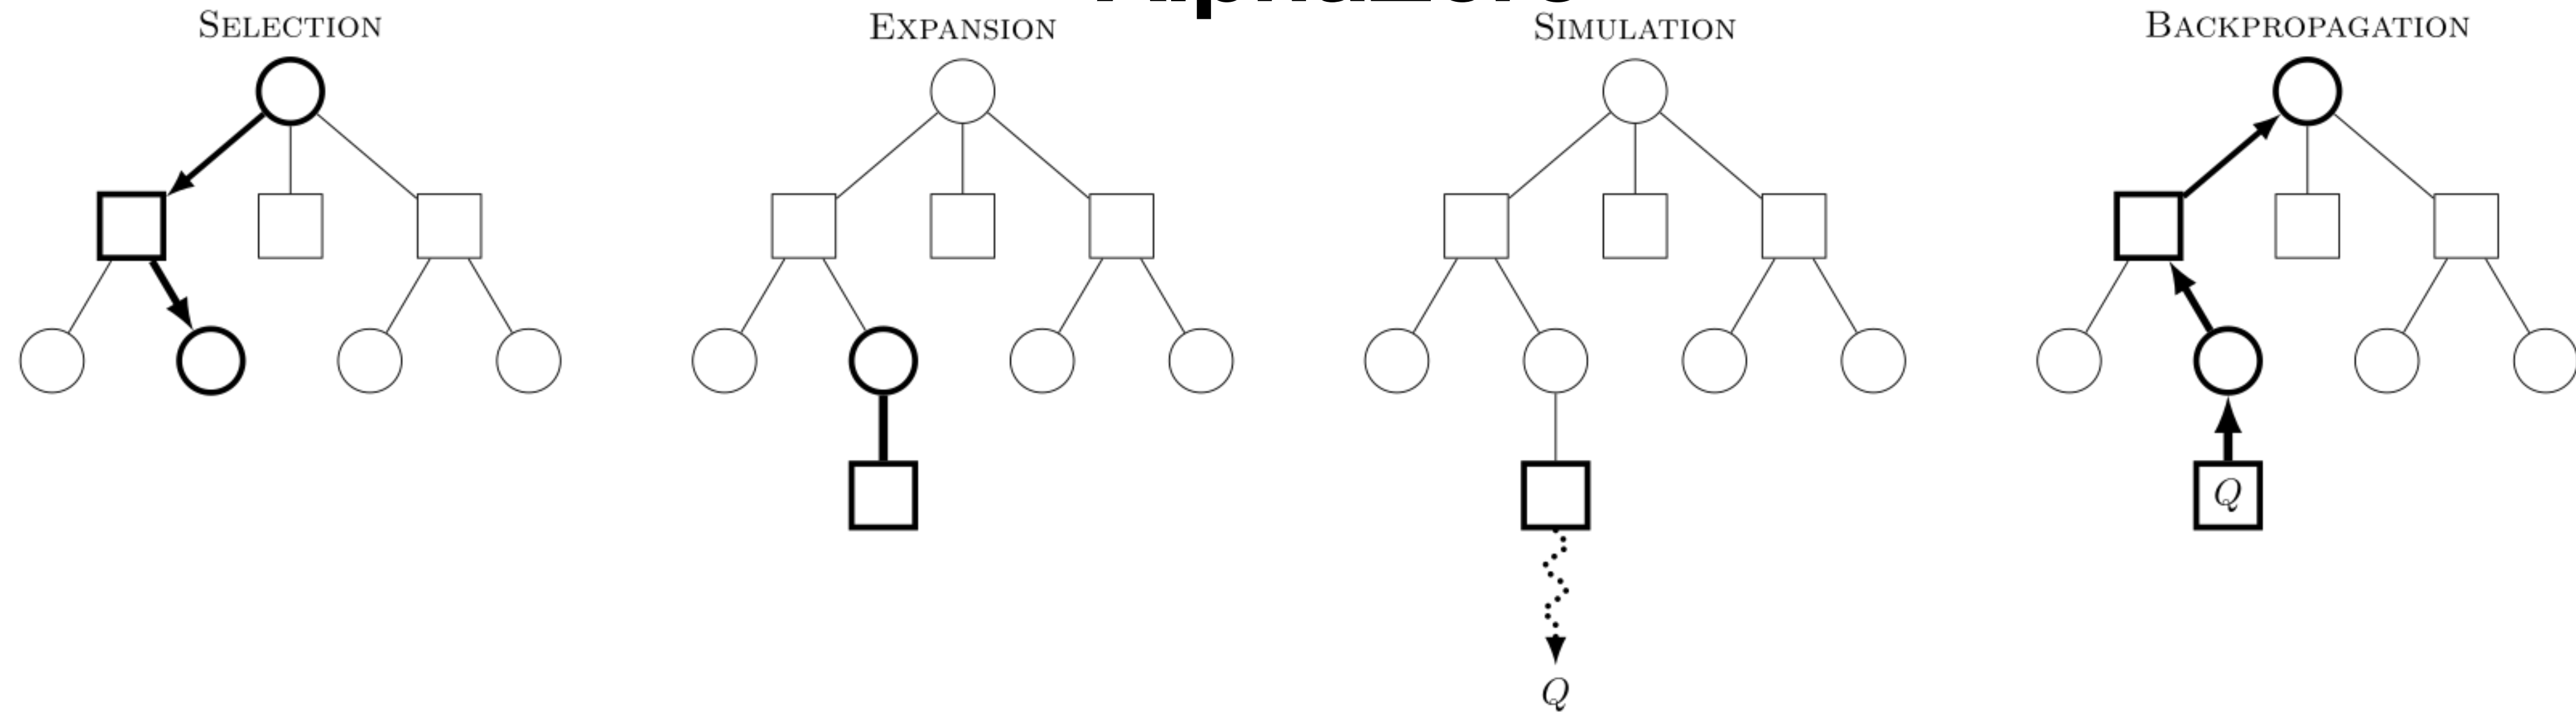 SELECTION
EXPANSION
SIMULATION
BACKPROPAGATION
Q
Q